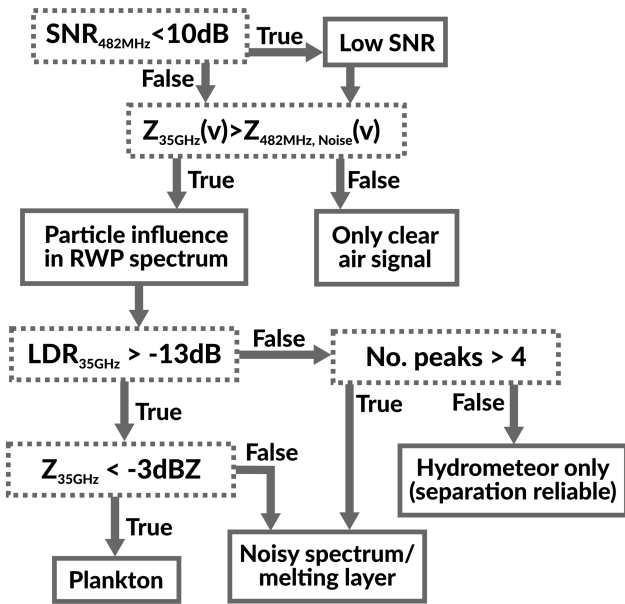 SNR482MHz<10dB
True
Low SNR
False
Z35GHz(v)>Z482MHz, Noise(v)
True
False
Particle influence
in RWP spectrum
Only clear
air signal
LDR35GHz > -13dB
False
No. peaks > 4
True
True
False
Z35GHz < -3dBZ
False
Hydrometeor only
(separation reliable)
True
Noisy spectrum/
melting layer
Plankton